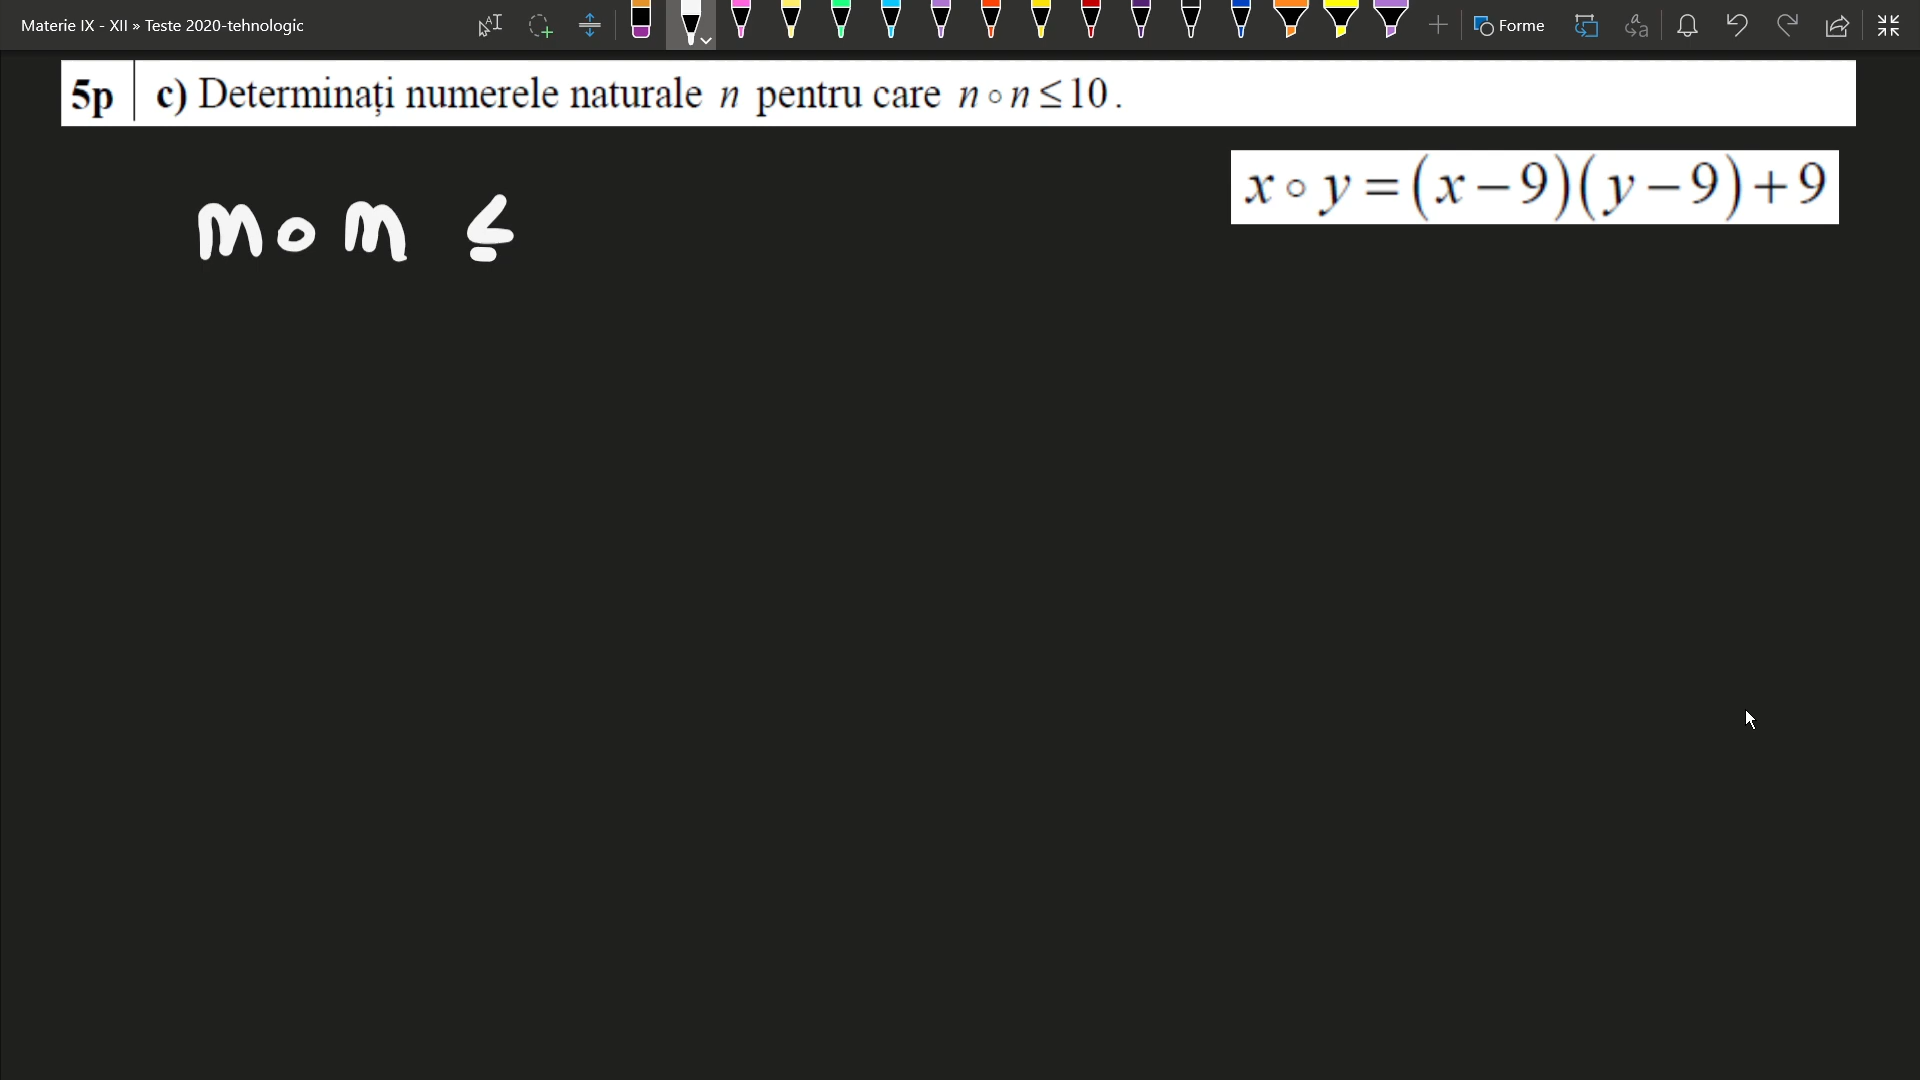 Materie IX - XII » Teste 2020-tehnologic
Forme
5p c) Determinați numerele naturale n pentru care n∘n≤10.
x∘y=(x−9)(y−9)+9
n∘n ≤